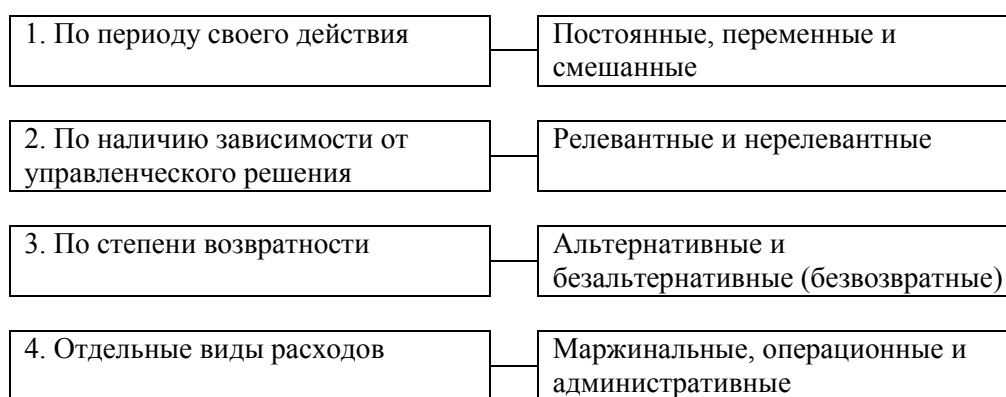 1. По периоду своего действия
Постоянные, переменные и
смешанные
2. По наличию зависимости от
управленческого решения
Релевантные и нерелевантные
3. По степени возвратности
Альтернативные и
безальтернативные (безвозвратные)
4. Отдельные виды расходов
Маржинальные, операционные и
административные